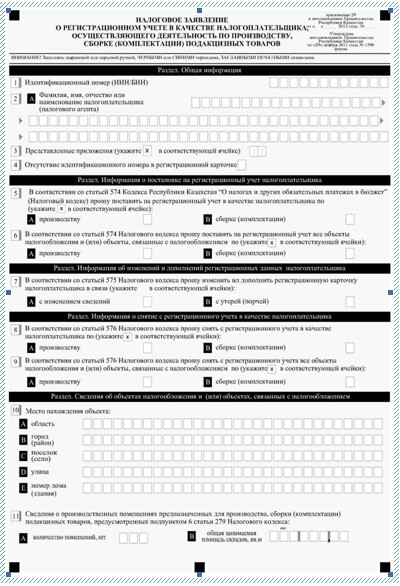 НАЛОГОВОЕ ЗАЯВЛЕНИЕ
О РЕГИСТРАЦИОННОМ УЧЕТЕ В КАЧЕСТВЕ НАЛОГОПЛАТЕЛЬЩИКА,
ОСУЩЕСТВЛЯЮЩЕГО ДЕЯТЕЛЬНОСТЬ ПО ПРОИЗВОДСТВУ,
СБОРКЕ (КОМПЛЕКТАЦИИ) ПОДАКЦИЗНЫХ ТОВАРОВ
приложение 29
к постановлению Правительства
Республики Казахстан
Утверждена
постановлением Правительства
Республики Казахстан
от «29» ноября 2011 года №
форма
ВНИМАНИЕ! Заполнять шариковой или перьевой ручкой, ЧЕРНЫМИ или СИНИМИ чернилами, ЗАГЛАВНЫМИ ПЕЧАТНЫМИ символами.
Раздел. Общая информация
1 Идентификационный номер (ИИН/БИН)
2 Фамилия, имя, отчество или
A наименование налогоплательщика
(налогового агента)
3 Представленные приложения (укажите X в соответствующей ячейке)
4 Отсутствие идентификационного номера в регистрационной карточке
Раздел. Информация о постановке на регистрационный учет налогоплательщика
5 В соответствии со статьей 574 Кодекса Республики Казахстан “О налогах и других обязательных платежах в бюджет”
(Налоговый кодекс) прошу поставить на регистрационный учет в качестве налогоплательщика по
(укажите X в соответствующей ячейке):
A производству B сборке (комплектации)
6 В соответствии со статьей 574 Налогового кодекса прошу поставить на регистрационный учет все объекты
налогообложения и (или) объекты, связанные с налогообложением по (укажите X в соответствующей ячейке):
A производству B сборке (комплектации)
Раздел. Информация об изменений и дополнений регистрационных данных налогоплательщика
7 В соответствии со статьей 575 Налогового кодекса прошу изменить ил дополнить регистрационную карточку
налогоплательщика в связи (укажите в соответствующей ячейке):
A с изменением сведений B с утерей (порчей)
Раздел. Информация о снятие с регистрационного учета в качестве налогоплательщика
8 В соответствии со статьей 576 Налогового кодекса прошу снять с регистрационного учета в качестве
налогоплательщика по (укажите X в соответствующей ячейке):
A производству B сборке (комплектации)
9 В соответствии со статьей 576 Налогового кодекса прошу снять с регистрационного учета все объекты
налогообложения и (или) объекты, связанные с налогообложением по (укажите X в соответствующей ячейке):
A производству B сборке (комплектации)
Раздел. Сведения об объектах налогообложения и (или) объектах, связанных с налогообложением
10 Место нахождения объекта:
A область
B город
(район)
C поселок
(село)
D улица
E номер дома
(здания)
11 Сведения о производственных помещениях предназначенных для производства, сборки (комплектации)
подакцизных товаров, предусмотренных подпунктом 6 статьи 279 Налогового кодекса:
A количество помещений, шт B общая занимаемая
площадь складов, кв.м